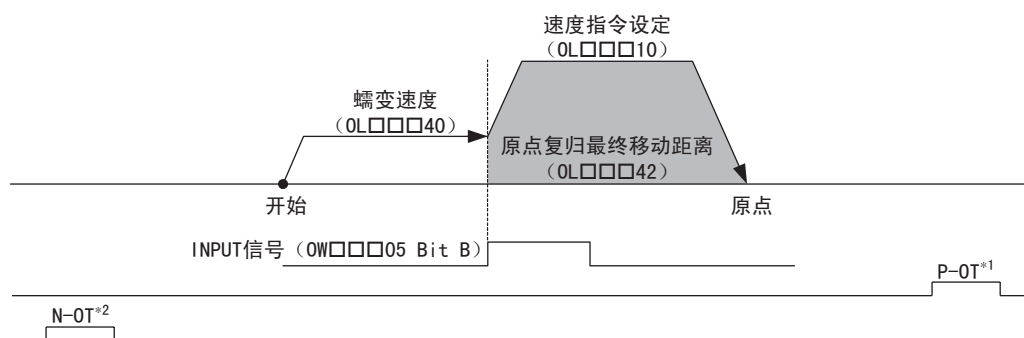 速度指令设定
（OL□□□10）
蠕变速度
（OL□□□40）
原点复归最终移动距离
（OL□□□42）
开始
原点
INPUT信号（OW□□□05 Bit B）
P-OT*1
N-OT*2